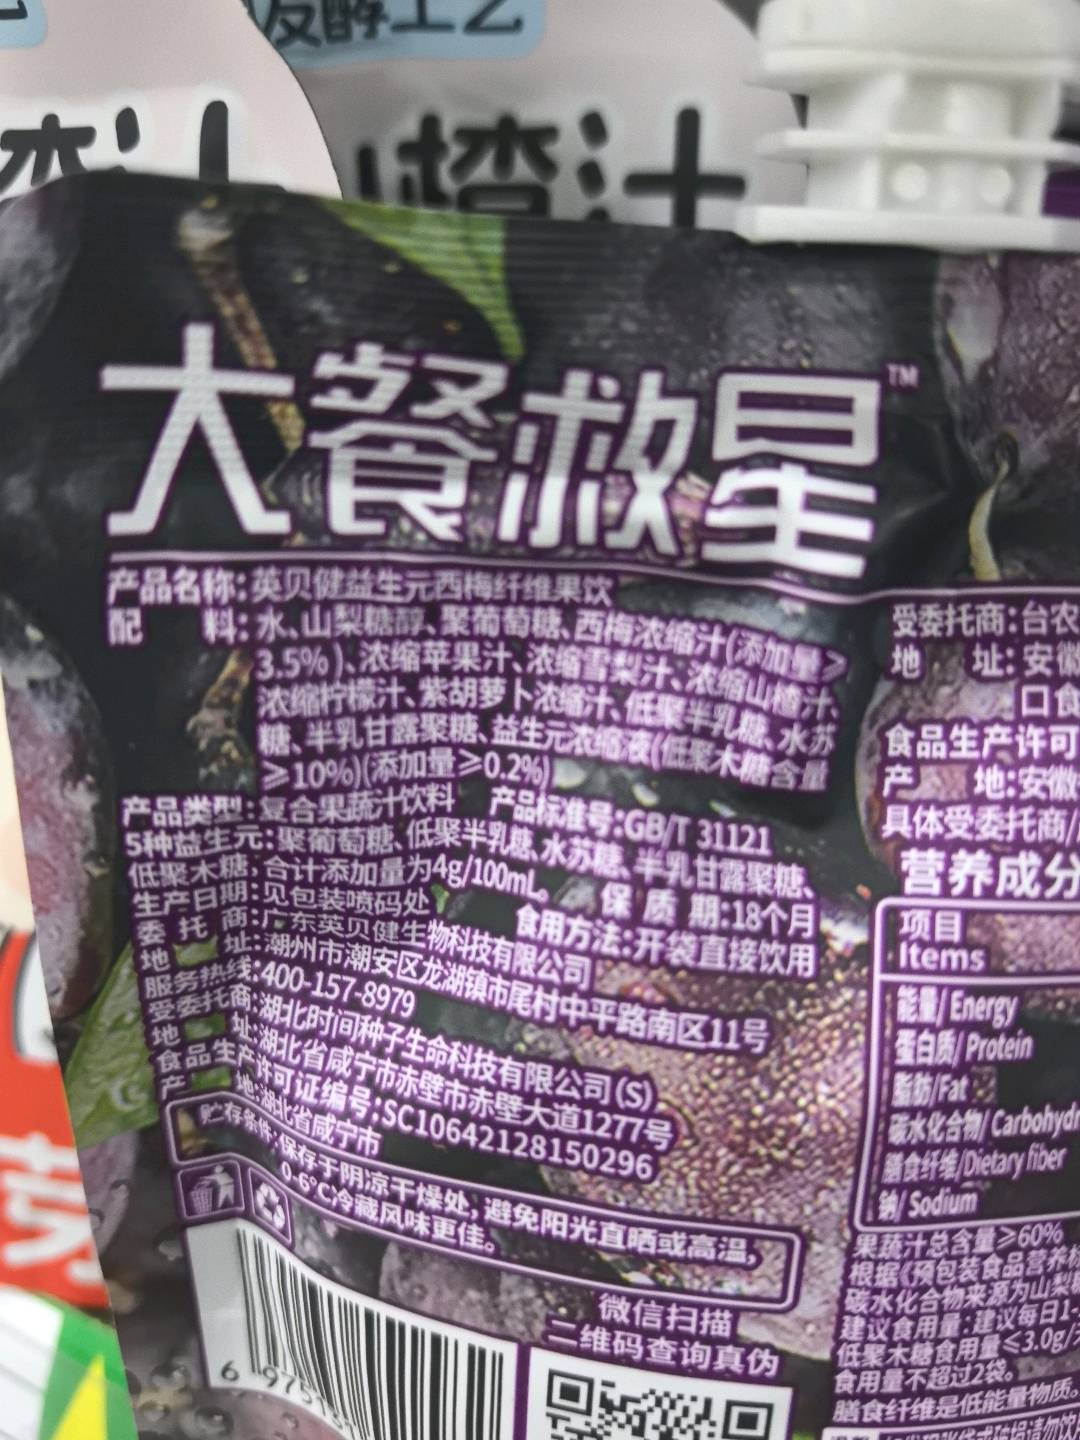 发酵工艺
楂汁
大餐救星™
产品名称:英贝健益生元西梅纤维果饮
配 料:水、山梨糖醇、聚葡萄糖、西梅浓缩汁(添加量≥
3.5%)、浓缩苹果汁、浓缩雪梨汁、浓缩山楂汁、
浓缩柠檬汁、紫胡萝卜浓缩汁、低聚半乳糖、水苏
糖、半乳甘露聚糖、益生元浓缩液(低聚木糖含量
≥10%)(添加量≥0.2%)
产品类型:复合果蔬汁饮料 产品标准号:GB/T 31121
5种益生元:聚葡萄糖、低聚半乳糖、水苏糖、半乳甘露聚糖、
低聚木糖:合计添加量为4g/100mL。 保 质 期:18个月
生产日期:见包装喷码处 食用方法:开袋直接饮用
委 托 商:广东英贝健生物科技有限公司
地 址:潮州市潮安区龙湖镇市尾村中平路南区11号
服务热线:400-157-8979
受委托商:湖北时间种子生命科技有限公司(S)
地 址:湖北省咸宁市赤壁市赤壁大道1277号
食品生产许可证编号:SC10642128150296
产 地:湖北省咸宁市
贮存条件:保存于阴凉干燥处,避免阳光直晒或高温,
0-6°C冷藏风味更佳。
微信扫描
二维码查询真伪
受委托商:台农
地 址:安徽
口食
食品生产许可
产 地:安徽
具体受委托商/
营养成分
项目
Items
能量/Energy
蛋白质/Protein
脂肪/Fat
碳水化合物/Carbohydr
膳食纤维/Dietary fiber
钠/Sodium
果蔬汁总含量≥60%
根据《预包装食品营养标
碳水化合物来源为山梨糖
建议食用量:建议每日1-
低聚木糖食用量≤3.0g/
食用量不超过2袋。
膳食纤维是低能量物质。